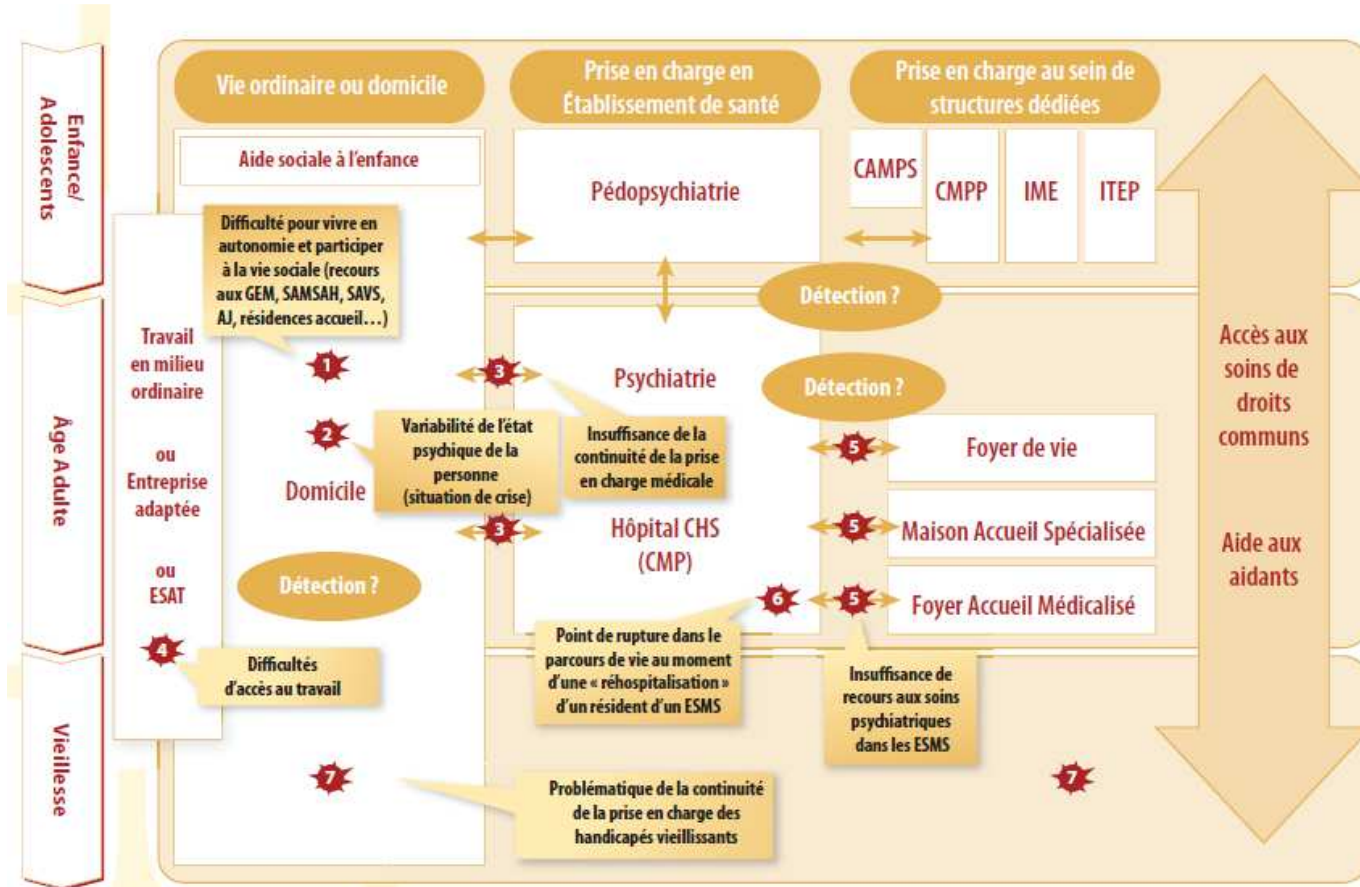 Enfance/
Adolescents
Âge Adulte
Vieillesse
Vie ordinaire ou domicile
Prise en charge en
Établissement de santé
Prise en charge au sein de
structures dédiées
Aide sociale à l'enfance
Pédopsychiatrie
CAMPS
CMPP
IME
ITEP
Difficulté pour vivre en
autonomie et participer
à la vie sociale (recours
aux GEM, SAMSAH, SAVS,
AJ, résidences accueil…)
Détection ?
Travail
en milieu
ordinaire
ou
Entreprise
adaptée
ou
ESAT
4
Difficultés
d'accès au travail
1
2
Domicile
Variabilité de l'état
psychique de la
personne
(situation de crise)
3
3
Insuffisance de la
continuité de la prise
en charge médicale
Détection ?
Psychiatrie
Hôpital CHS
(CMP)
6
Point de rupture dans le
parcours de vie au moment
d'une « réhospitalisation »
d'un résident d'un ESMS
Détection ?
5
Foyer de vie
5
Maison Accueil Spécialisée
5
Foyer Accueil Médicalisé
Insuffisance de
recours aux soins
psychiatriques
dans les ESMS
7
Problématique de la continuité
de la prise en charge des
handicapés vieillissants
7
Accès aux
soins de
droits
communs
Aide aux
aidants